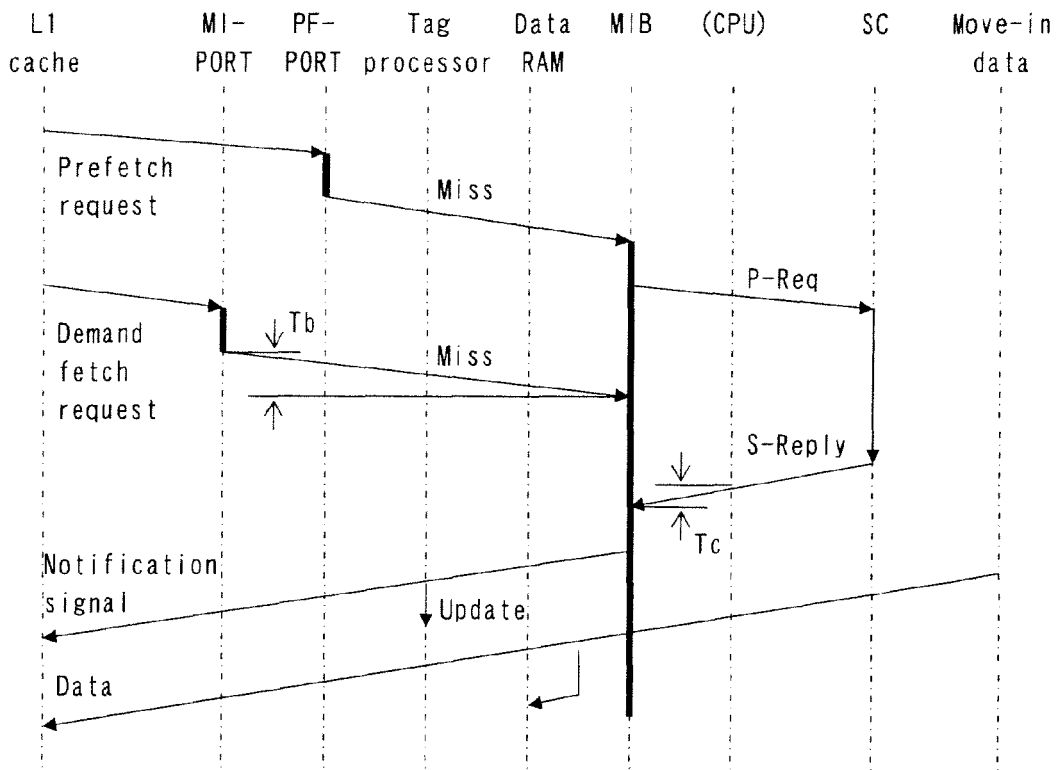 L1 cache
MI-PORT
PF-PORT
Tag processor
Data RAM
MIB
(CPU)
SC
Move-in data
Prefetch request
Miss
P-Req
Tb
Demand fetch request
Miss
S-Reply
Tc
Notification signal
Update
Data